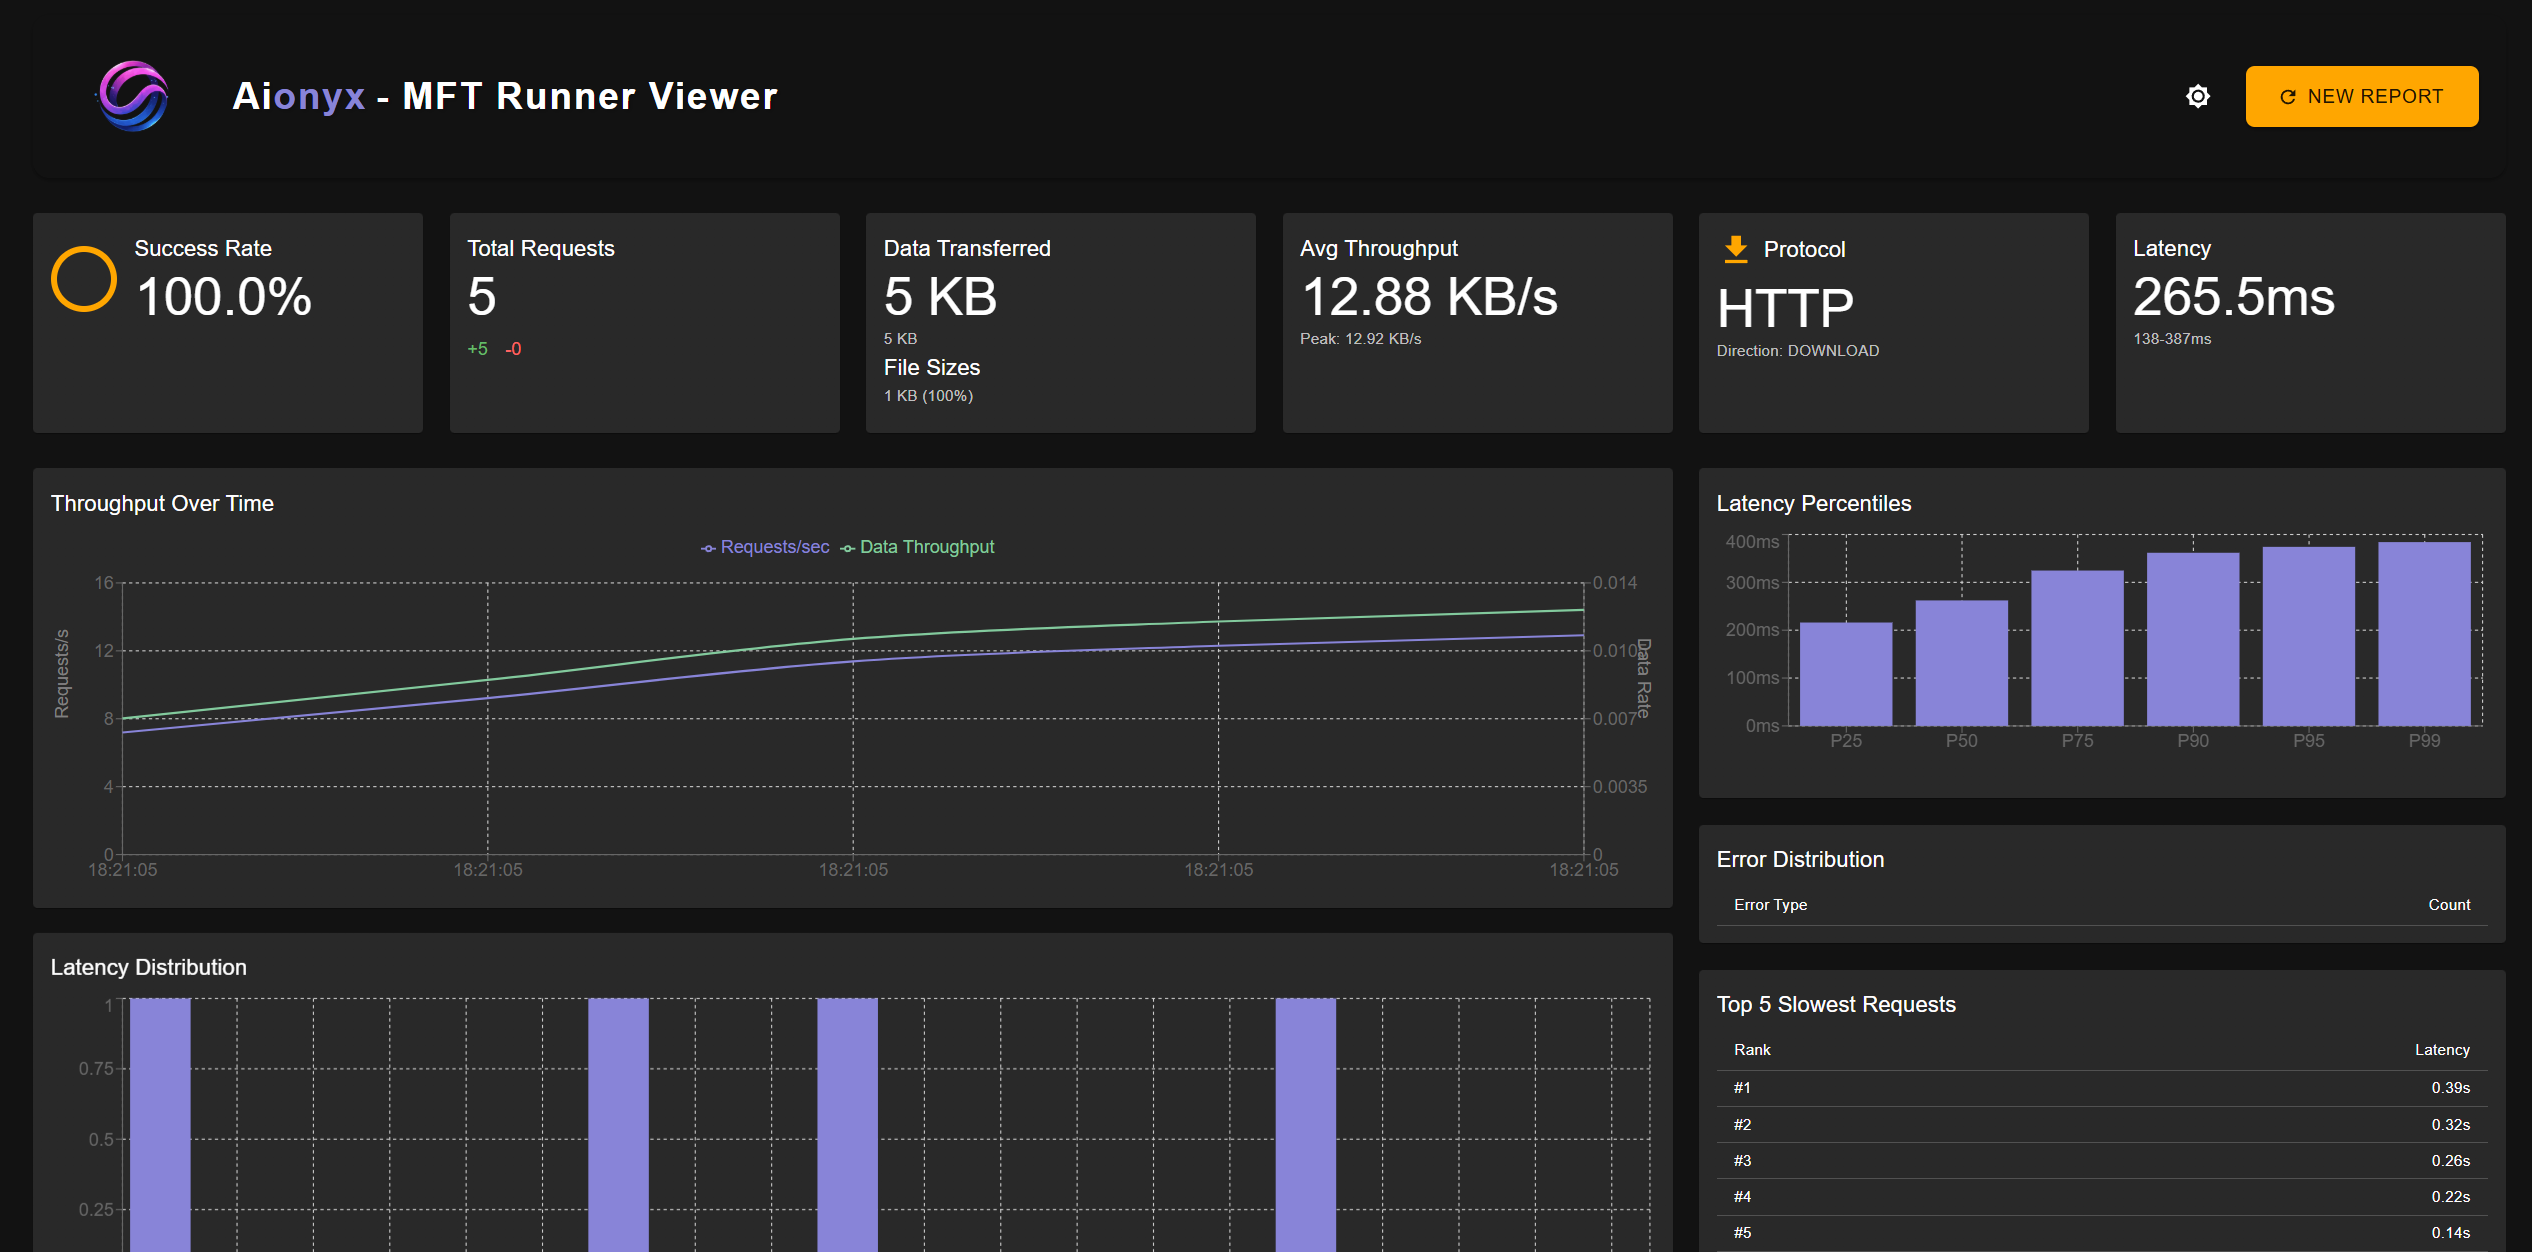 Aionyx - MFT Runner Viewer
NEW REPORT
Success Rate
100.0%
Total Requests
5
+5 -0
Data Transferred
5 KB
5 KB
File Sizes
1 KB (100%)
Avg Throughput
12.88 KB/s
Peak: 12.92 KB/s
Protocol
HTTP
Direction: DOWNLOAD
Latency
265.5ms
138-387ms
Throughput Over Time
Requests/sec Data Throughput
Requests/s
16
12
8
4
0
0.014
0.010
0.007
0.0035
0
Data Rate
18:21:05 18:21:05 18:21:05 18:21:05 18:21:05
Latency Percentiles
400ms
300ms
200ms
100ms
0ms
P25 P50 P75 P90 P95 P99
Error Distribution
Error Type Count
Latency Distribution
1
0.75
0.5
0.25
Top 5 Slowest Requests
Rank Latency
#1 0.39s
#2 0.32s
#3 0.26s
#4 0.22s
#5 0.14s